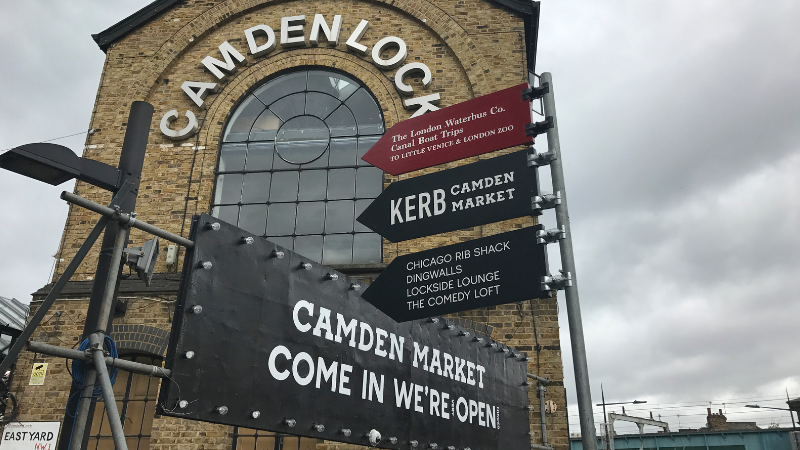 CAMDEN LOCK
The London Waterbus Co.
Canal Boat Trips
TO LITTLE VENICE & LONDON ZOO
KERB CAMDEN
MARKET
CHICAGO RIB SHACK
DINGWALLS
LOCKSIDE LOUNGE
THE COMEDY LOFT
CAMDEN MARKET
COME IN WE'RE OPEN
EAST YARD
NW1